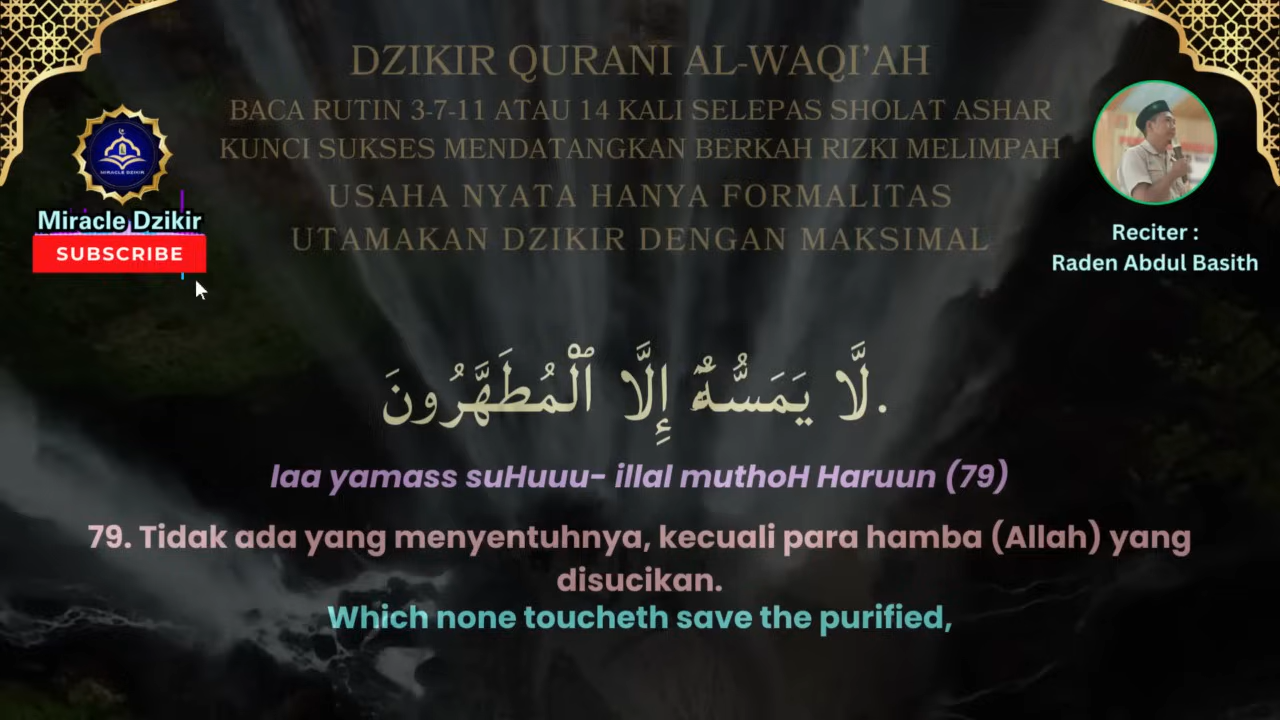 DZIKIR QURANI AL-WAQI'AH
BACA RUTIN 3-7-11 ATAU 14 KALI SELEPAS SHOLAT ASHAR
KUNCI SUKSES MENDATANGKAN BERKAH RIZKI MELIMPAH
USAHA NYATA HANYA FORMALITAS
UTAMAKAN DZIKIR DENGAN MAKSIMAL
MIRACLE DZIKIR
Miracle Dzikir
SUBSCRIBE
Reciter :
Raden Abdul Basith
لَّا يَمَسُّهُۥٓ إِلَّا ٱلْمُطَهَّرُونَ.
laa yamass suHuuu- illal muthoH Haruun (79)
79. Tidak ada yang menyentuhnya, kecuali para hamba (Allah) yang
disucikan.
Which none toucheth save the purified,